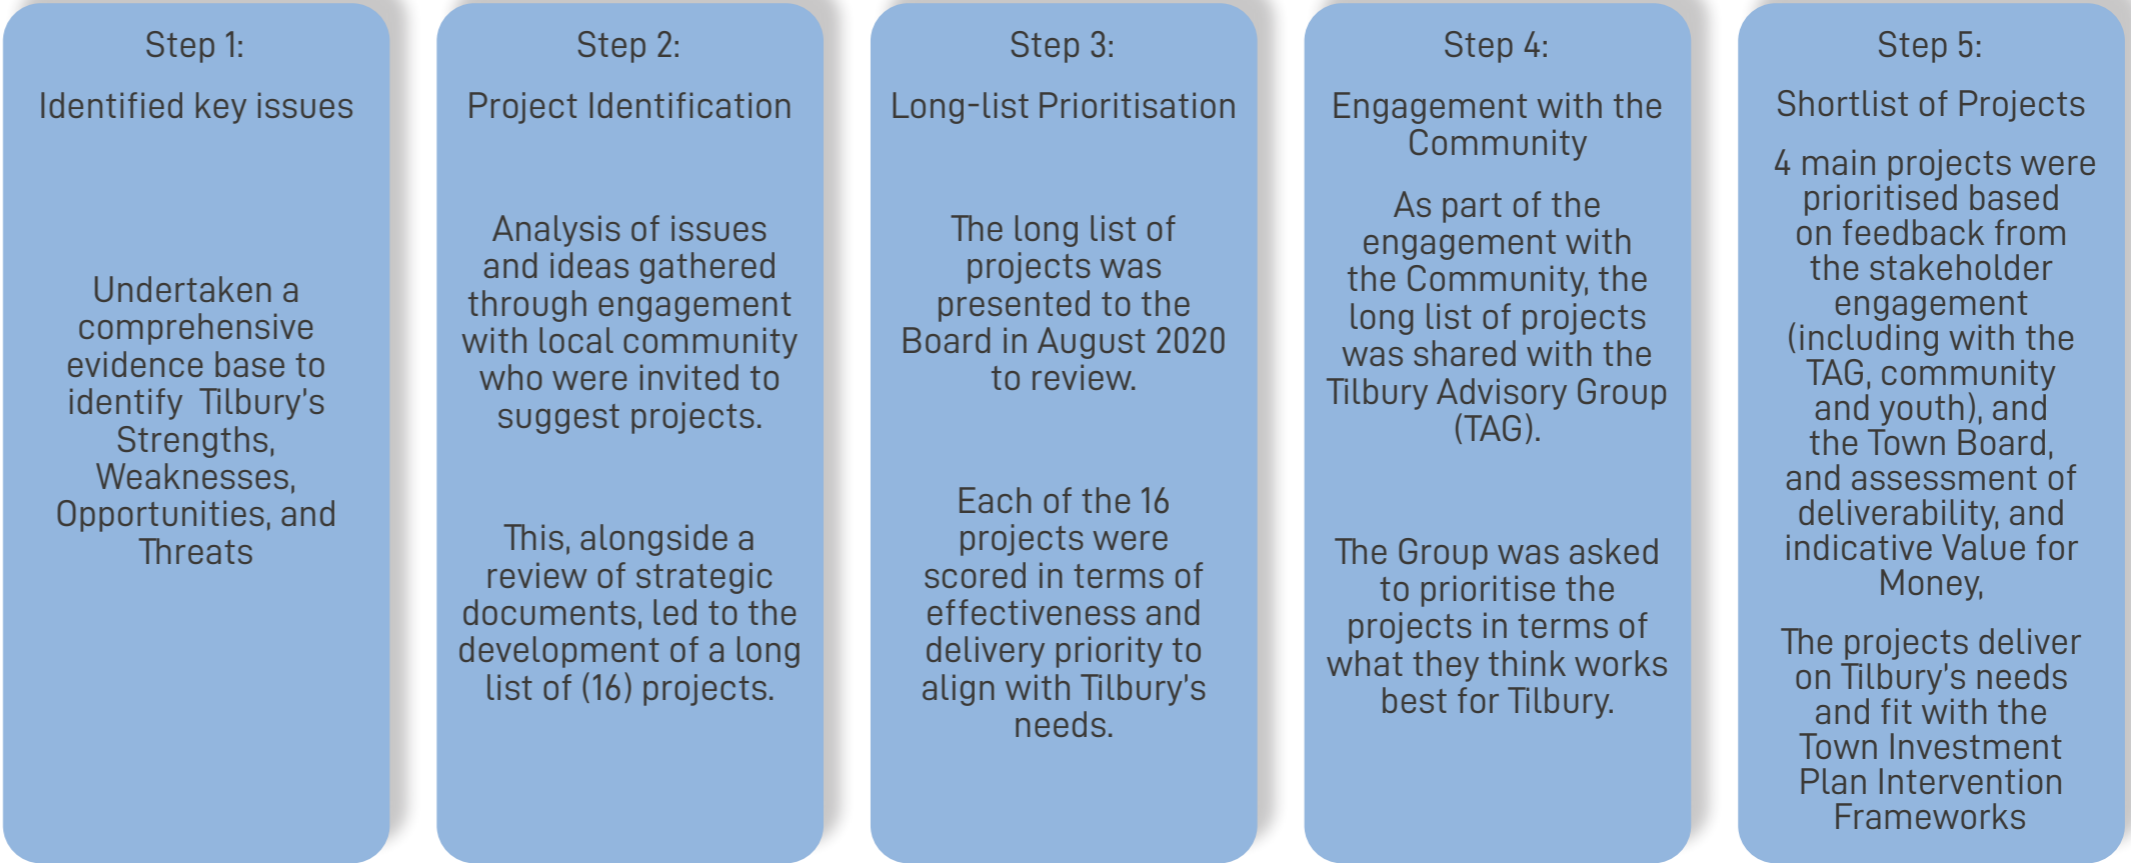 Step 1:
Identified key issues
Undertaken a
comprehensive
evidence base to
identify Tilbury's
Strengths,
Weaknesses,
Opportunities, and
Threats
Step 2:
Project Identification
Analysis of issues
and ideas gathered
through engagement
with local community
who were invited to
suggest projects.
This, alongside a
review of strategic
documents, led to the
development of a long
list of (16) projects.
Step 3:
Long-list Prioritisation
The long list of
projects was
presented to the
Board in August 2020
to review.
Each of the 16
projects were
scored in terms of
effectiveness and
delivery priority to
align with Tilbury's
needs.
Step 4:
Engagement with the
Community
As part of the
engagement with
the Community, the
long list of projects
was shared with the
Tilbury Advisory Group
(TAG).
The Group was asked
to prioritise the
projects in terms of
what they think works
best for Tilbury.
Step 5:
Shortlist of Projects
4 main projects were
prioritised based
on feedback from
the stakeholder
engagement
(including with the
TAG, community
and youth), and
the Town Board,
and assessment of
deliverability, and
indicative Value for
Money,
The projects deliver
on Tilbury's needs
and fit with the
Town Investment
Plan Intervention
Frameworks